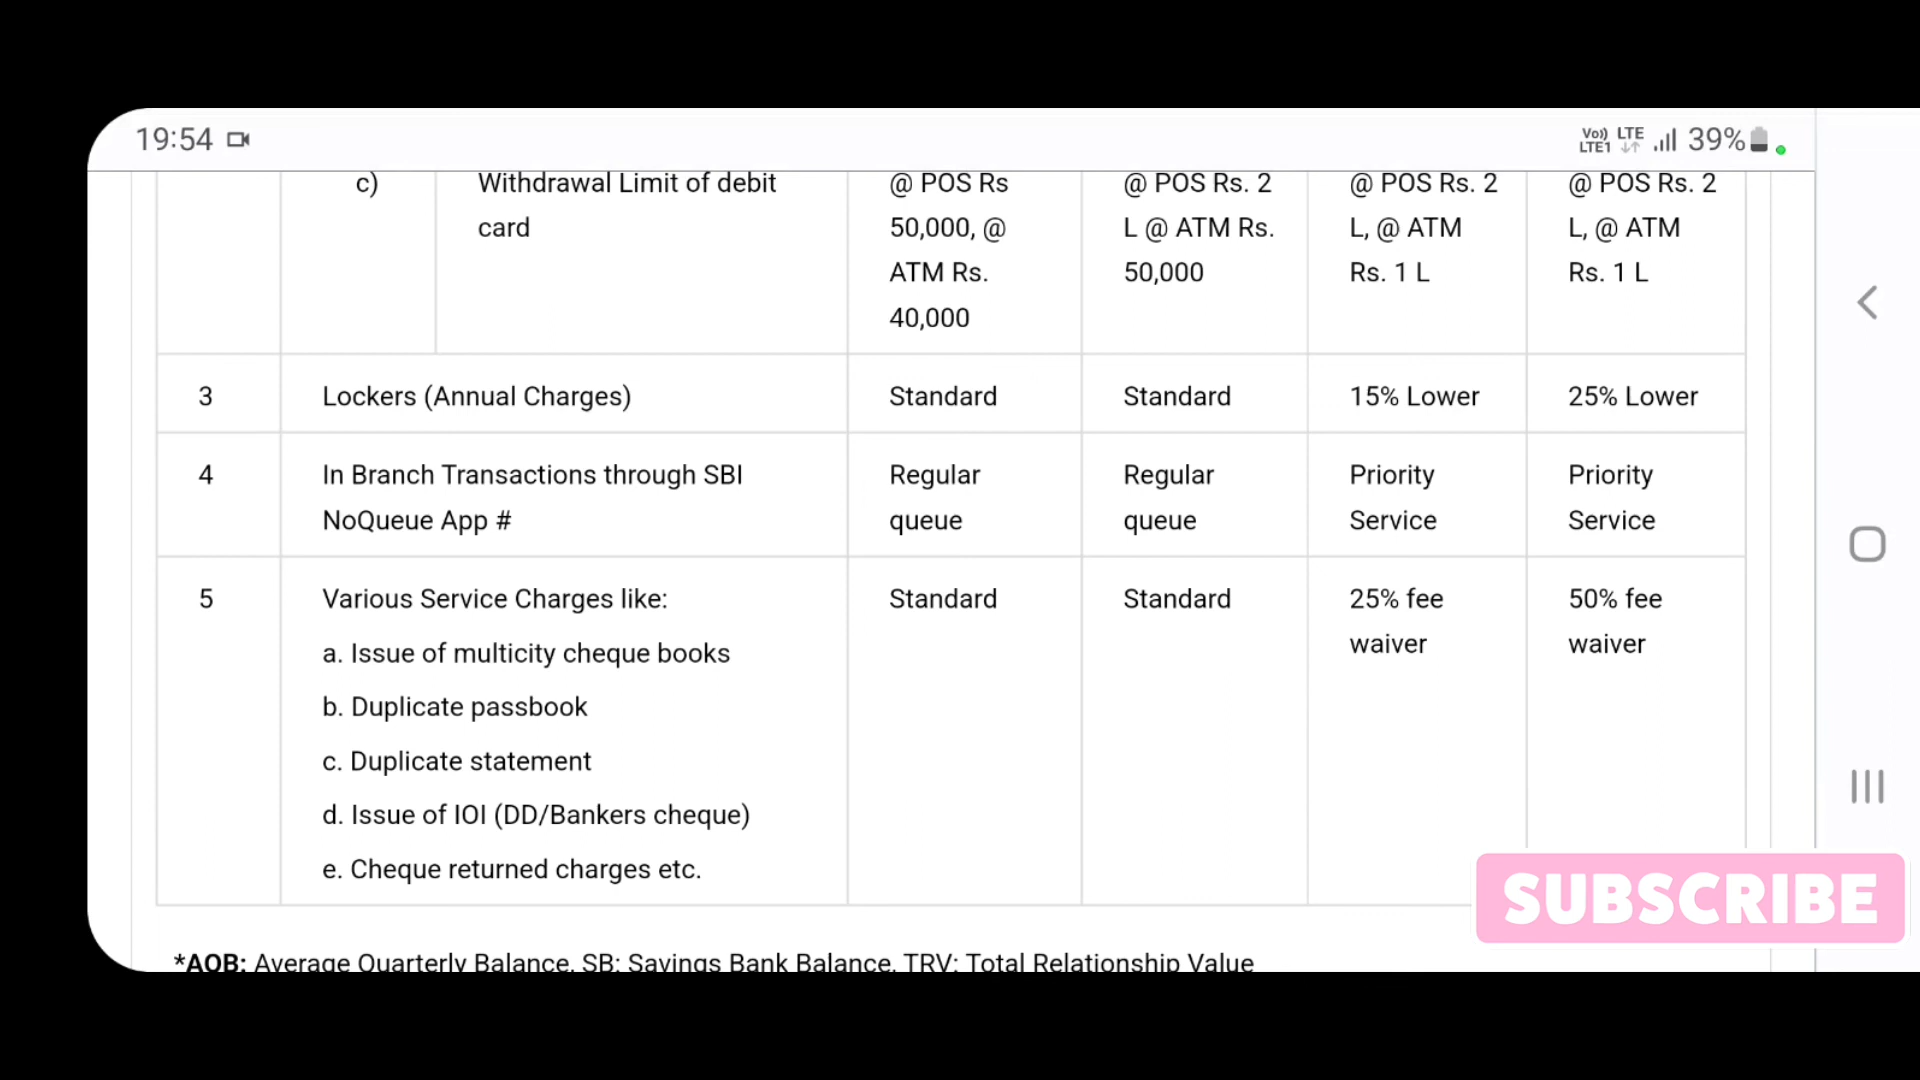 19:54
Vo)) LTE
LTE1
39%
c)
Withdrawal Limit of debit
card
@ POS Rs
50,000, @
ATM Rs.
40,000
@ POS Rs. 2
L @ ATM Rs.
50,000
@ POS Rs. 2
L, @ ATM
Rs. 1 L
@ POS Rs. 2
L, @ ATM
Rs. 1 L
3
Lockers (Annual Charges)
Standard
Standard
15% Lower
25% Lower
4
In Branch Transactions through SBI
NoQueue App #
Regular
queue
Regular
queue
Priority
Service
Priority
Service
5
Various Service Charges like:
a. Issue of multicity cheque books
b. Duplicate passbook
c. Duplicate statement
d. Issue of IOI (DD/Bankers cheque)
e. Cheque returned charges etc.
Standard
Standard
25% fee
waiver
50% fee
waiver
SUBSCRIBE
*AQB: Average Quarterly Balance, SB: Savings Bank Balance, TRV: Total Relationship Value